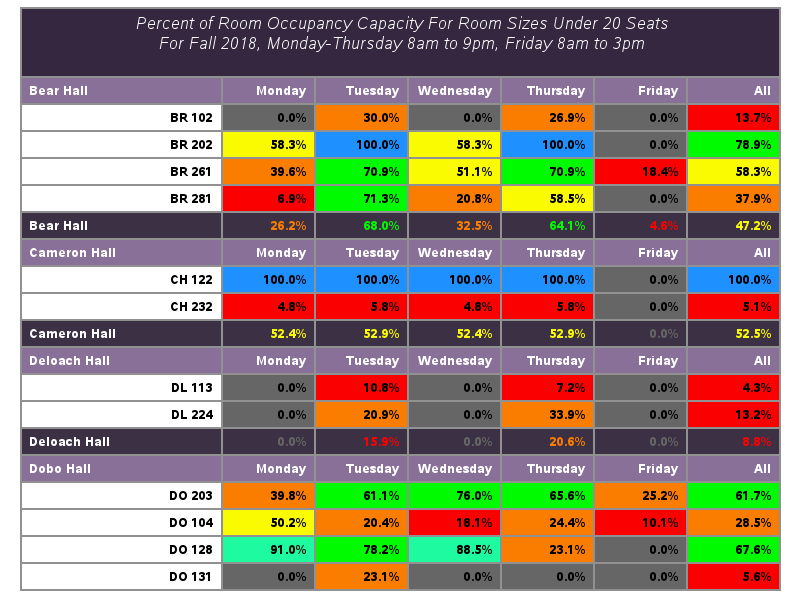 Percent of Room Occupancy Capacity For Room Sizes Under 20 Seats
For Fall 2018, Monday-Thursday 8am to 9pm, Friday 8am to 3pm
Bear Hall Monday Tuesday Wednesday Thursday Friday All
BR 102 0.0% 30.0% 0.0% 26.9% 0.0% 13.7%
BR 202 58.3% 100.0% 58.3% 100.0% 0.0% 78.9%
BR 261 39.6% 70.9% 51.1% 70.9% 18.4% 58.3%
BR 281 6.9% 71.3% 20.8% 58.5% 0.0% 37.9%
Bear Hall 26.2% 68.0% 32.5% 64.1% 4.6% 47.2%
Cameron Hall Monday Tuesday Wednesday Thursday Friday All
CH 122 100.0% 100.0% 100.0% 100.0% 0.0% 100.0%
CH 232 4.8% 5.8% 4.8% 5.8% 0.0% 5.1%
Cameron Hall 52.4% 52.9% 52.4% 52.9% 0.0% 52.5%
Deloach Hall Monday Tuesday Wednesday Thursday Friday All
DL 113 0.0% 10.8% 0.0% 7.2% 0.0% 4.3%
DL 224 0.0% 20.9% 0.0% 33.9% 0.0% 13.2%
Deloach Hall 0.0% 15.9% 0.0% 20.6% 0.0% 8.8%
Dobo Hall Monday Tuesday Wednesday Thursday Friday All
DO 203 39.8% 61.1% 76.0% 65.6% 25.2% 61.7%
DO 104 50.2% 20.4% 18.1% 24.4% 10.1% 28.5%
DO 128 91.0% 78.2% 88.5% 23.1% 0.0% 67.6%
DO 131 0.0% 23.1% 0.0% 0.0% 0.0% 5.6%